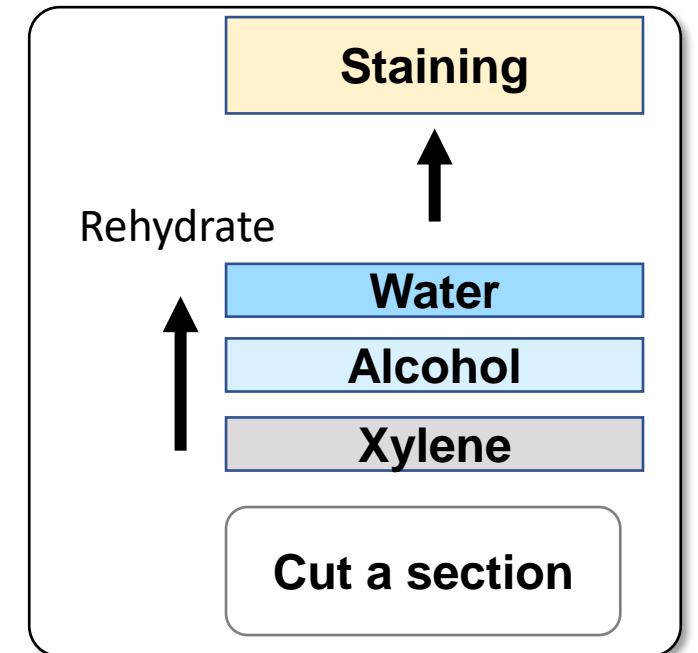 Staining
Rehydrate
Water
Alcohol
Xylene
Cut a section